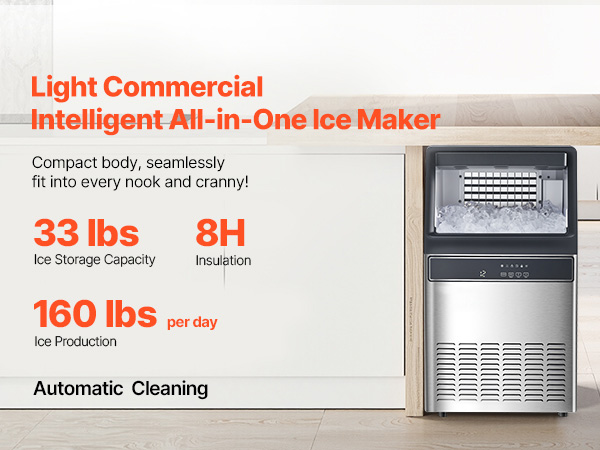 Light Commercial
Intelligent All-in-One Ice Maker
Compact body, seamlessly
fit into every nook and cranny!
33 lbs
Ice Storage Capacity
8H
Insulation
160 lbs per day
Ice Production
Automatic Cleaning